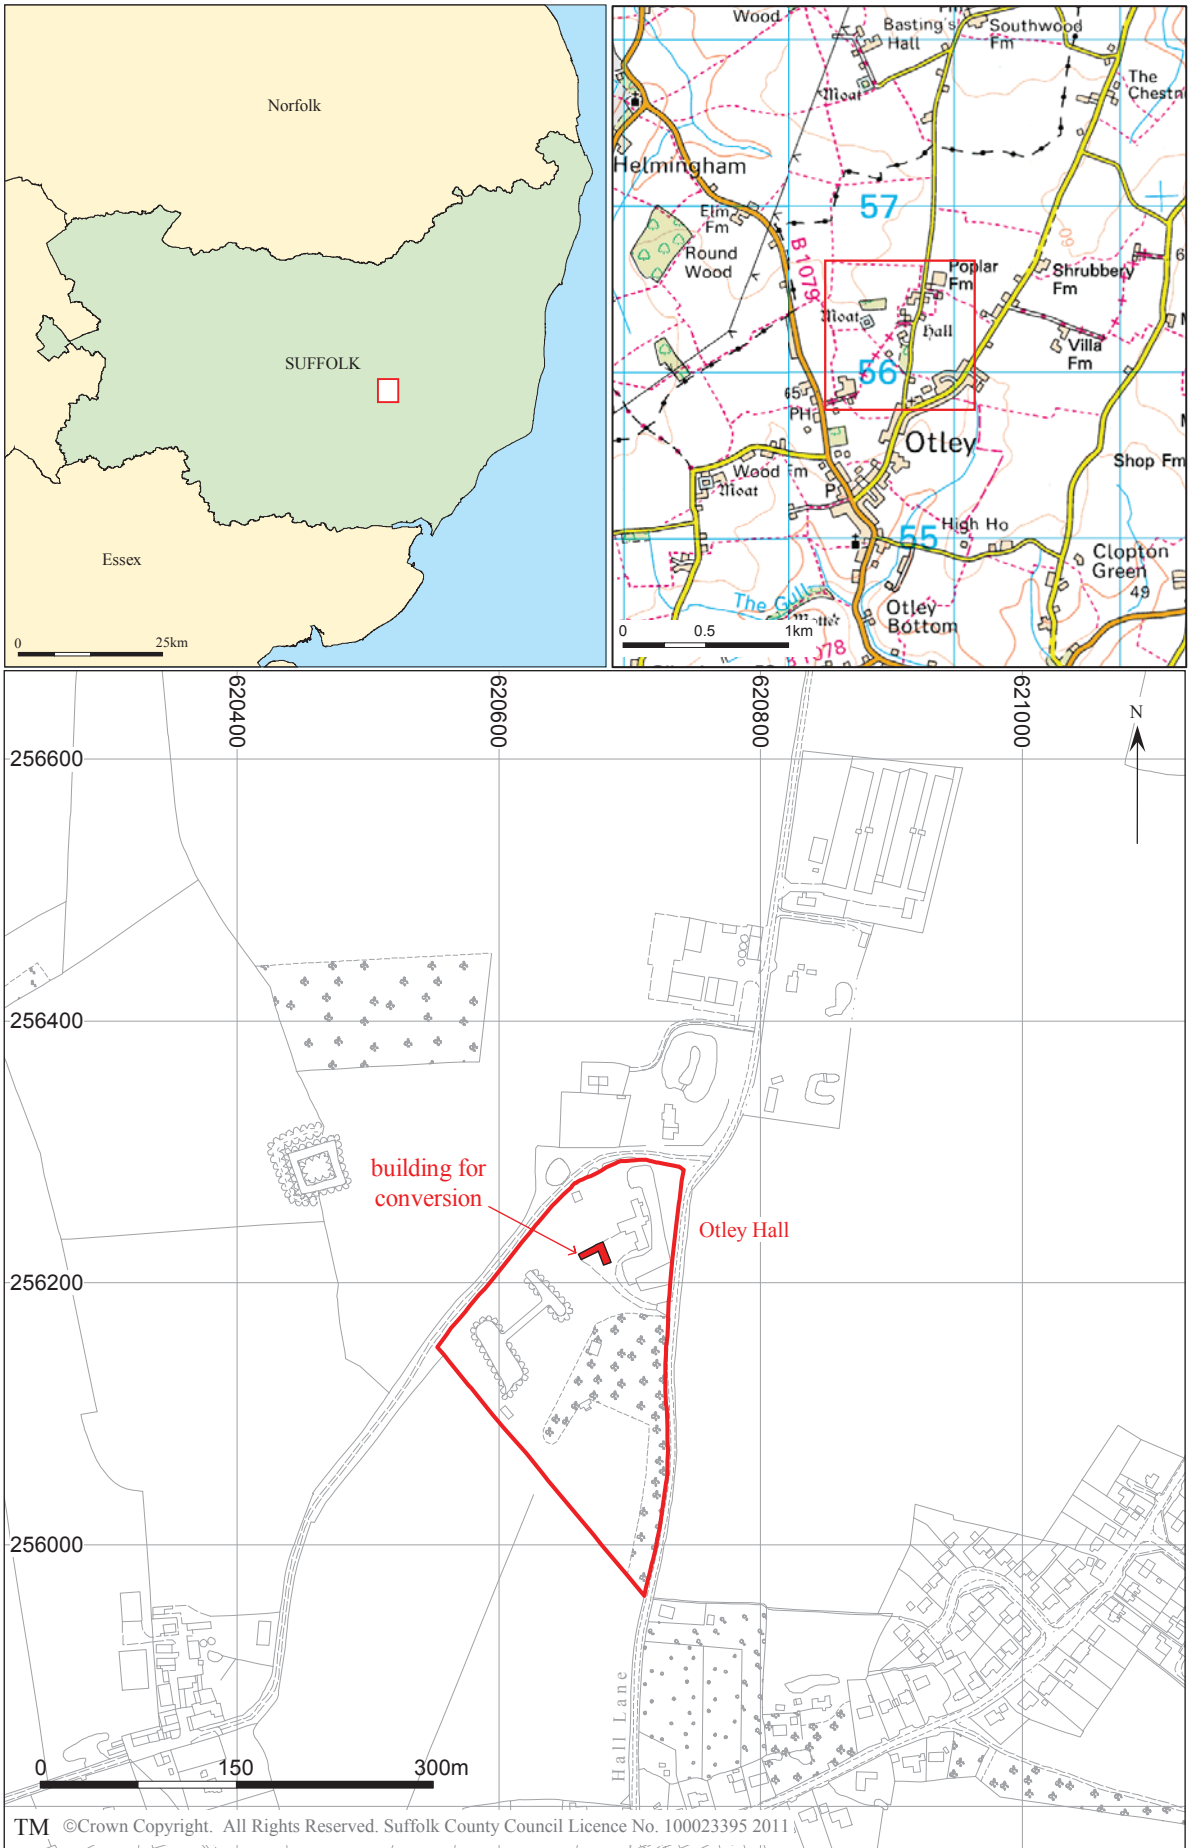 Norfolk
SUFFOLK
Essex
0 25km
Wood
Basting's
Hall
Southwood
Fm
The
Chestn
Moat
Helmingham
Elm
Fm
57
60
Round
Wood
B 1079
Poplar
Fm
Shrubbery
Fm
6
Moat
Hall
Villa
Fm
56
65
PH
Otley
Wood Fm
Shop Fm
Moat
P
55
High Ho
Clopton
Green
49
The Gull
Otley
Bottom
0 0.5 1km
B 1078
620400
620600
620800
621000
N
256600
256400
building for
conversion
Otley Hall
256200
256000
Hall Lane
0 150 300m
TM ©Crown Copyright. All Rights Reserved. Suffolk County Council Licence No. 100023395 2011